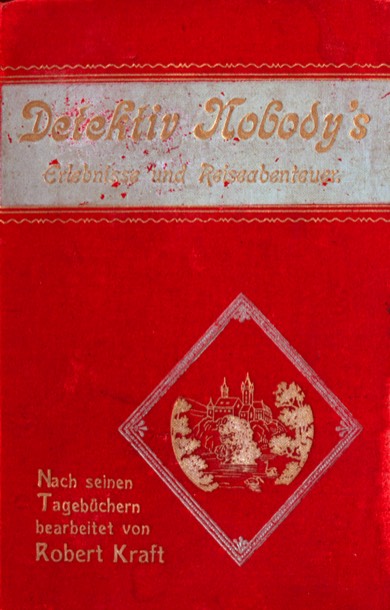 Detektiv Nobody's
Erlebnisse und Reiseabenteuer.
Nach seinen
Tagebüchern
bearbeitet von
Robert Kraft